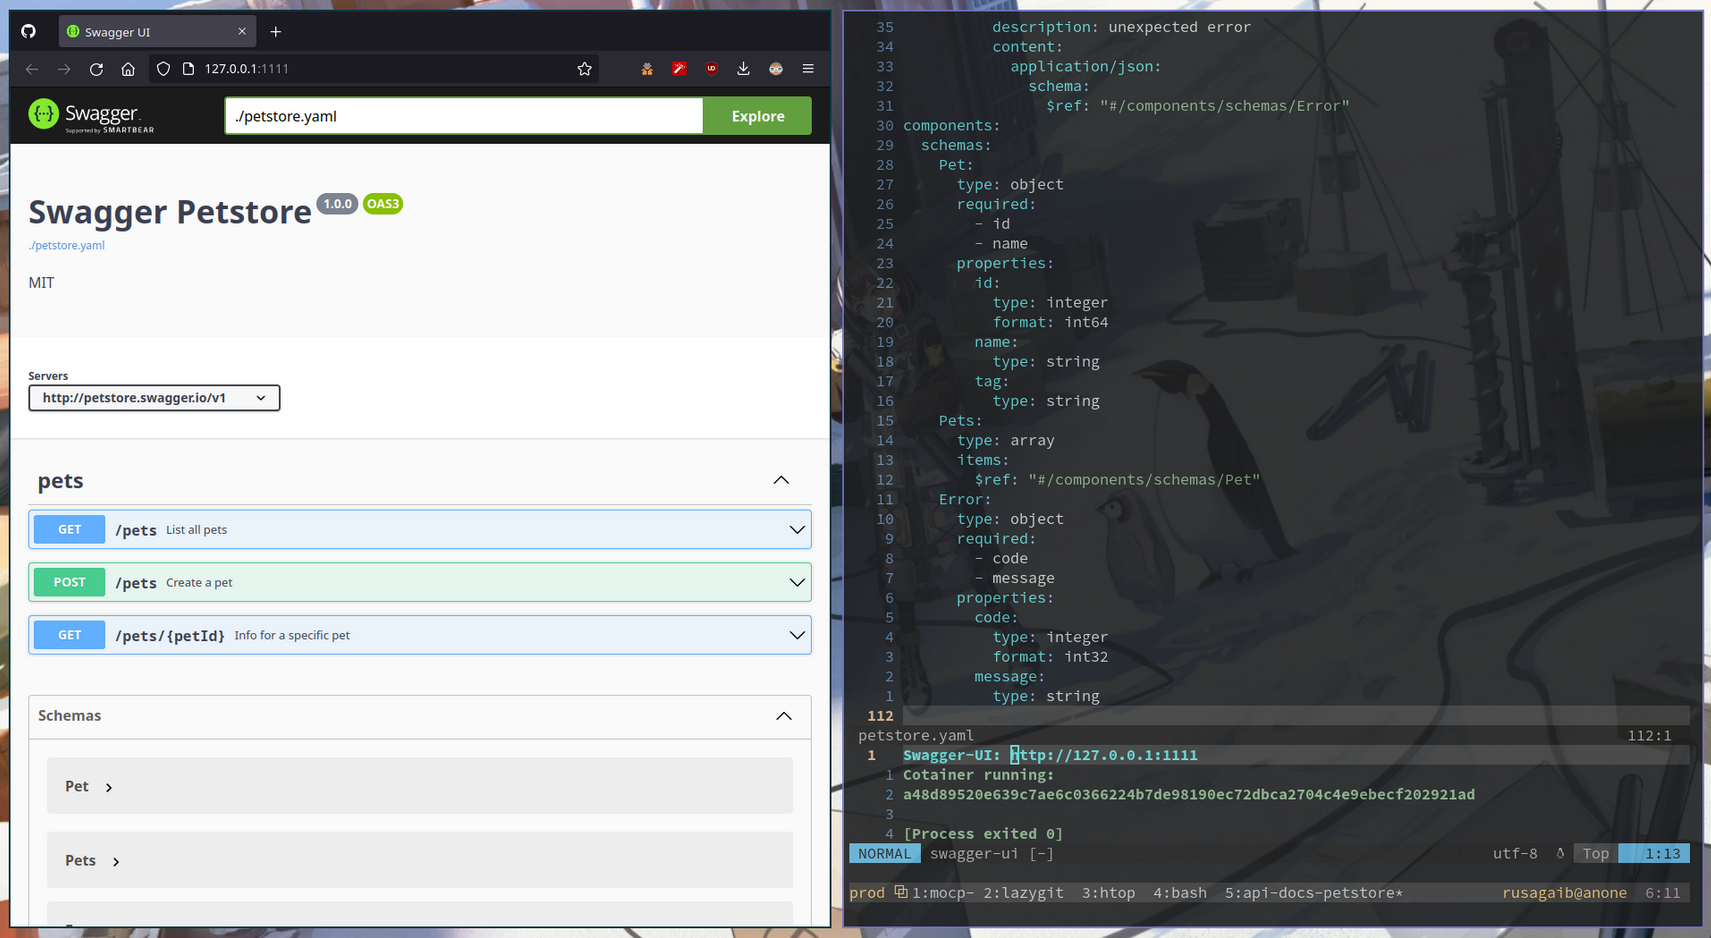 Swagger UI
127.0.0.1:1111
Swagger.
Supported by SMARTBEAR
./petstore.yaml
Explore
Swagger Petstore 1.0.0 OAS3
./petstore.yaml
MIT
Servers
http://petstore.swagger.io/v1
pets
GET /pets List all pets
POST /pets Create a pet
GET /pets/{petId} Info for a specific pet
Schemas
Pet
Pets
35 description: unexpected error
34 content:
33 application/json:
32 schema:
31 $ref: "#/components/schemas/Error"
30 components:
29 schemas:
28 Pet:
27 type: object
26 required:
25 - id
24 - name
23 properties:
22 id:
21 type: integer
20 format: int64
19 name:
18 type: string
17 tag:
16 type: string
15 Pets:
14 type: array
13 items:
12 $ref: "#/components/schemas/Pet"
11 Error:
10 type: object
9 required:
8 - code
7 - message
6 properties:
5 code:
4 type: integer
3 format: int32
2 message:
1 type: string
112
petstore.yaml 112:1
1 Swagger-UI: http://127.0.0.1:1111
1 Cotainer running:
2 a48d89520e639c7ae6c0366224b7de98190ec72dbca2704c4e9ebecf202921ad
3
4 [Process exited 0]
NORMAL swagger-ui [-] utf-8 Top 1:13
prod 1:mocp- 2:lazygit 3:htop 4:bash 5:api-docs-petstore* rusagaib@anone 6:11